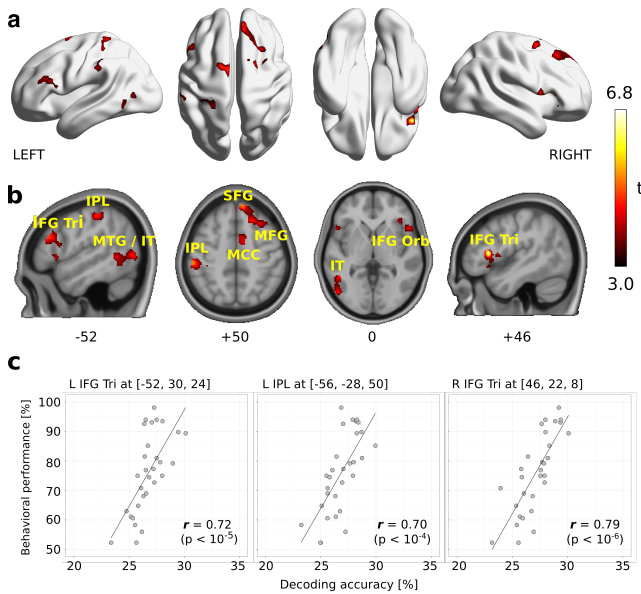 a
6.8
LEFT
RIGHT
t
3.0
b
IPL
IFG Tri
MTG / IT
SFG
MFG
IPL
MCC
IFG Orb
IT
IFG Tri
-52
+50
0
+46
c
L IFG Tri at [-52, 30, 24]
L IPL at [-56, -28, 50]
R IFG Tri at [46, 22, 8]
Behavioral performance [%]
100
90
80
70
60
50
r = 0.72
(p < 10-5)
r = 0.70
(p < 10-4)
r = 0.79
(p < 10-6)
20 25 30 35
20 25 30 35
20 25 30 35
Decoding accuracy [%]